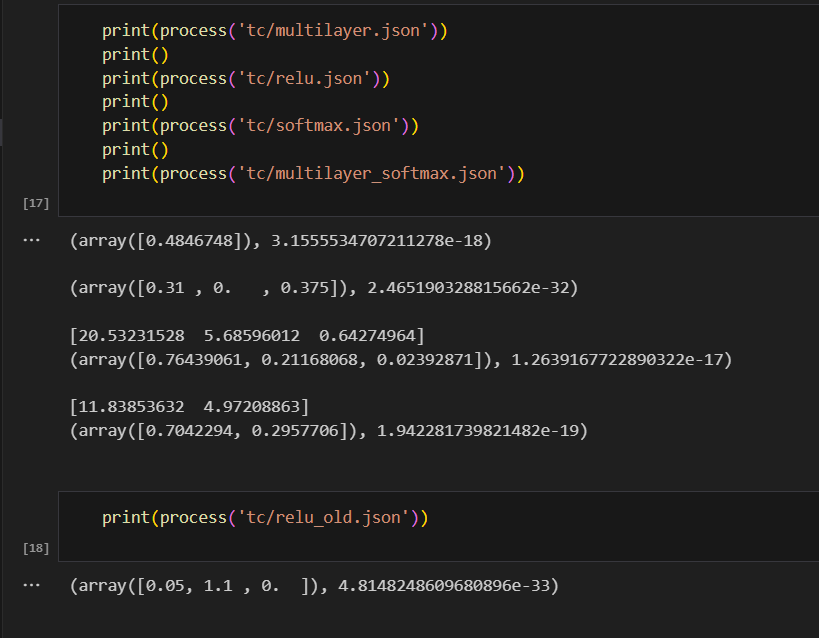 print(process('tc/multilayer.json'))
print()
print(process('tc/relu.json'))
print()
print(process('tc/softmax.json'))
print()
print(process('tc/multilayer_softmax.json'))
[17]
... (array([0.4846748]), 3.1555534707211278e-18)
(array([0.31 , 0.   , 0.375]), 2.465190328815662e-32)
[20.53231528  5.68596012  0.64274964]
(array([0.76439061, 0.21168068, 0.02392871]), 1.2639167722890322e-17)
[11.83853632  4.97208863]
(array([0.7042294, 0.2957706]), 1.942281739821482e-19)
print(process('tc/relu_old.json'))
[18]
... (array([0.05, 1.1 , 0.  ]), 4.8148248609680896e-33)